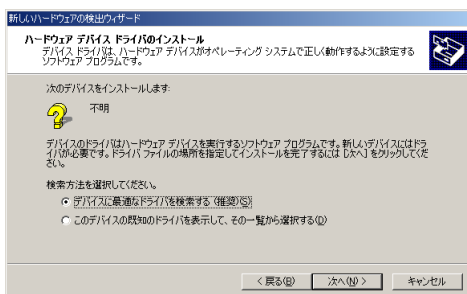 新しいハードウェアの検出ウィザード
ハードウェア デバイス ドライバのインストール
デバイス ドライバは、ハードウェア デバイスがオペレーティング システムで正しく動作するように設定する
ソフトウェア プログラムです。
次のデバイスをインストールします:
不明
デバイスのドライバはハードウェア デバイスを実行するソフトウェア プログラムです。新しいデバイスにはドラ
イバが必要です。ドライバ ファイルの場所を指定してインストールを完了するには [次へ] をクリックしてくだ
さい。
検索方法を選択してください。
デバイスに最適なドライバを検索する (推奨)(S)
このデバイスの既知のドライバを表示して、その一覧から選択する(D)
< 戻る(B)
次へ(N) >
キャンセル